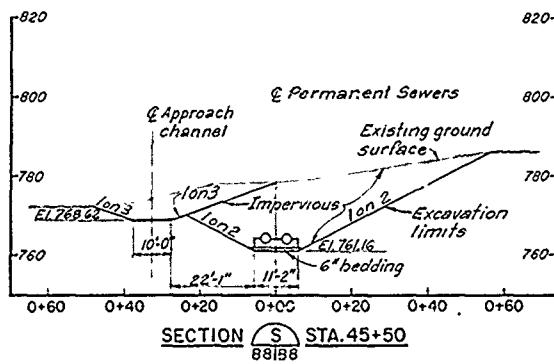 820
820
800
800
780
780
760
760
℄ Approach
channel
℄ Permanent Sewers
Existing ground
surface
1 on 3
Impervious
1 on 2
1 on 3
El. 768.62
1 on 2
Excavation
limits
El. 761.16
10'-0"
6" bedding
22'-1"
11'-2"
0+60
0+40
0+20
0+00
0+20
0+40
0+60
SECTION S STA. 45+50
88|88